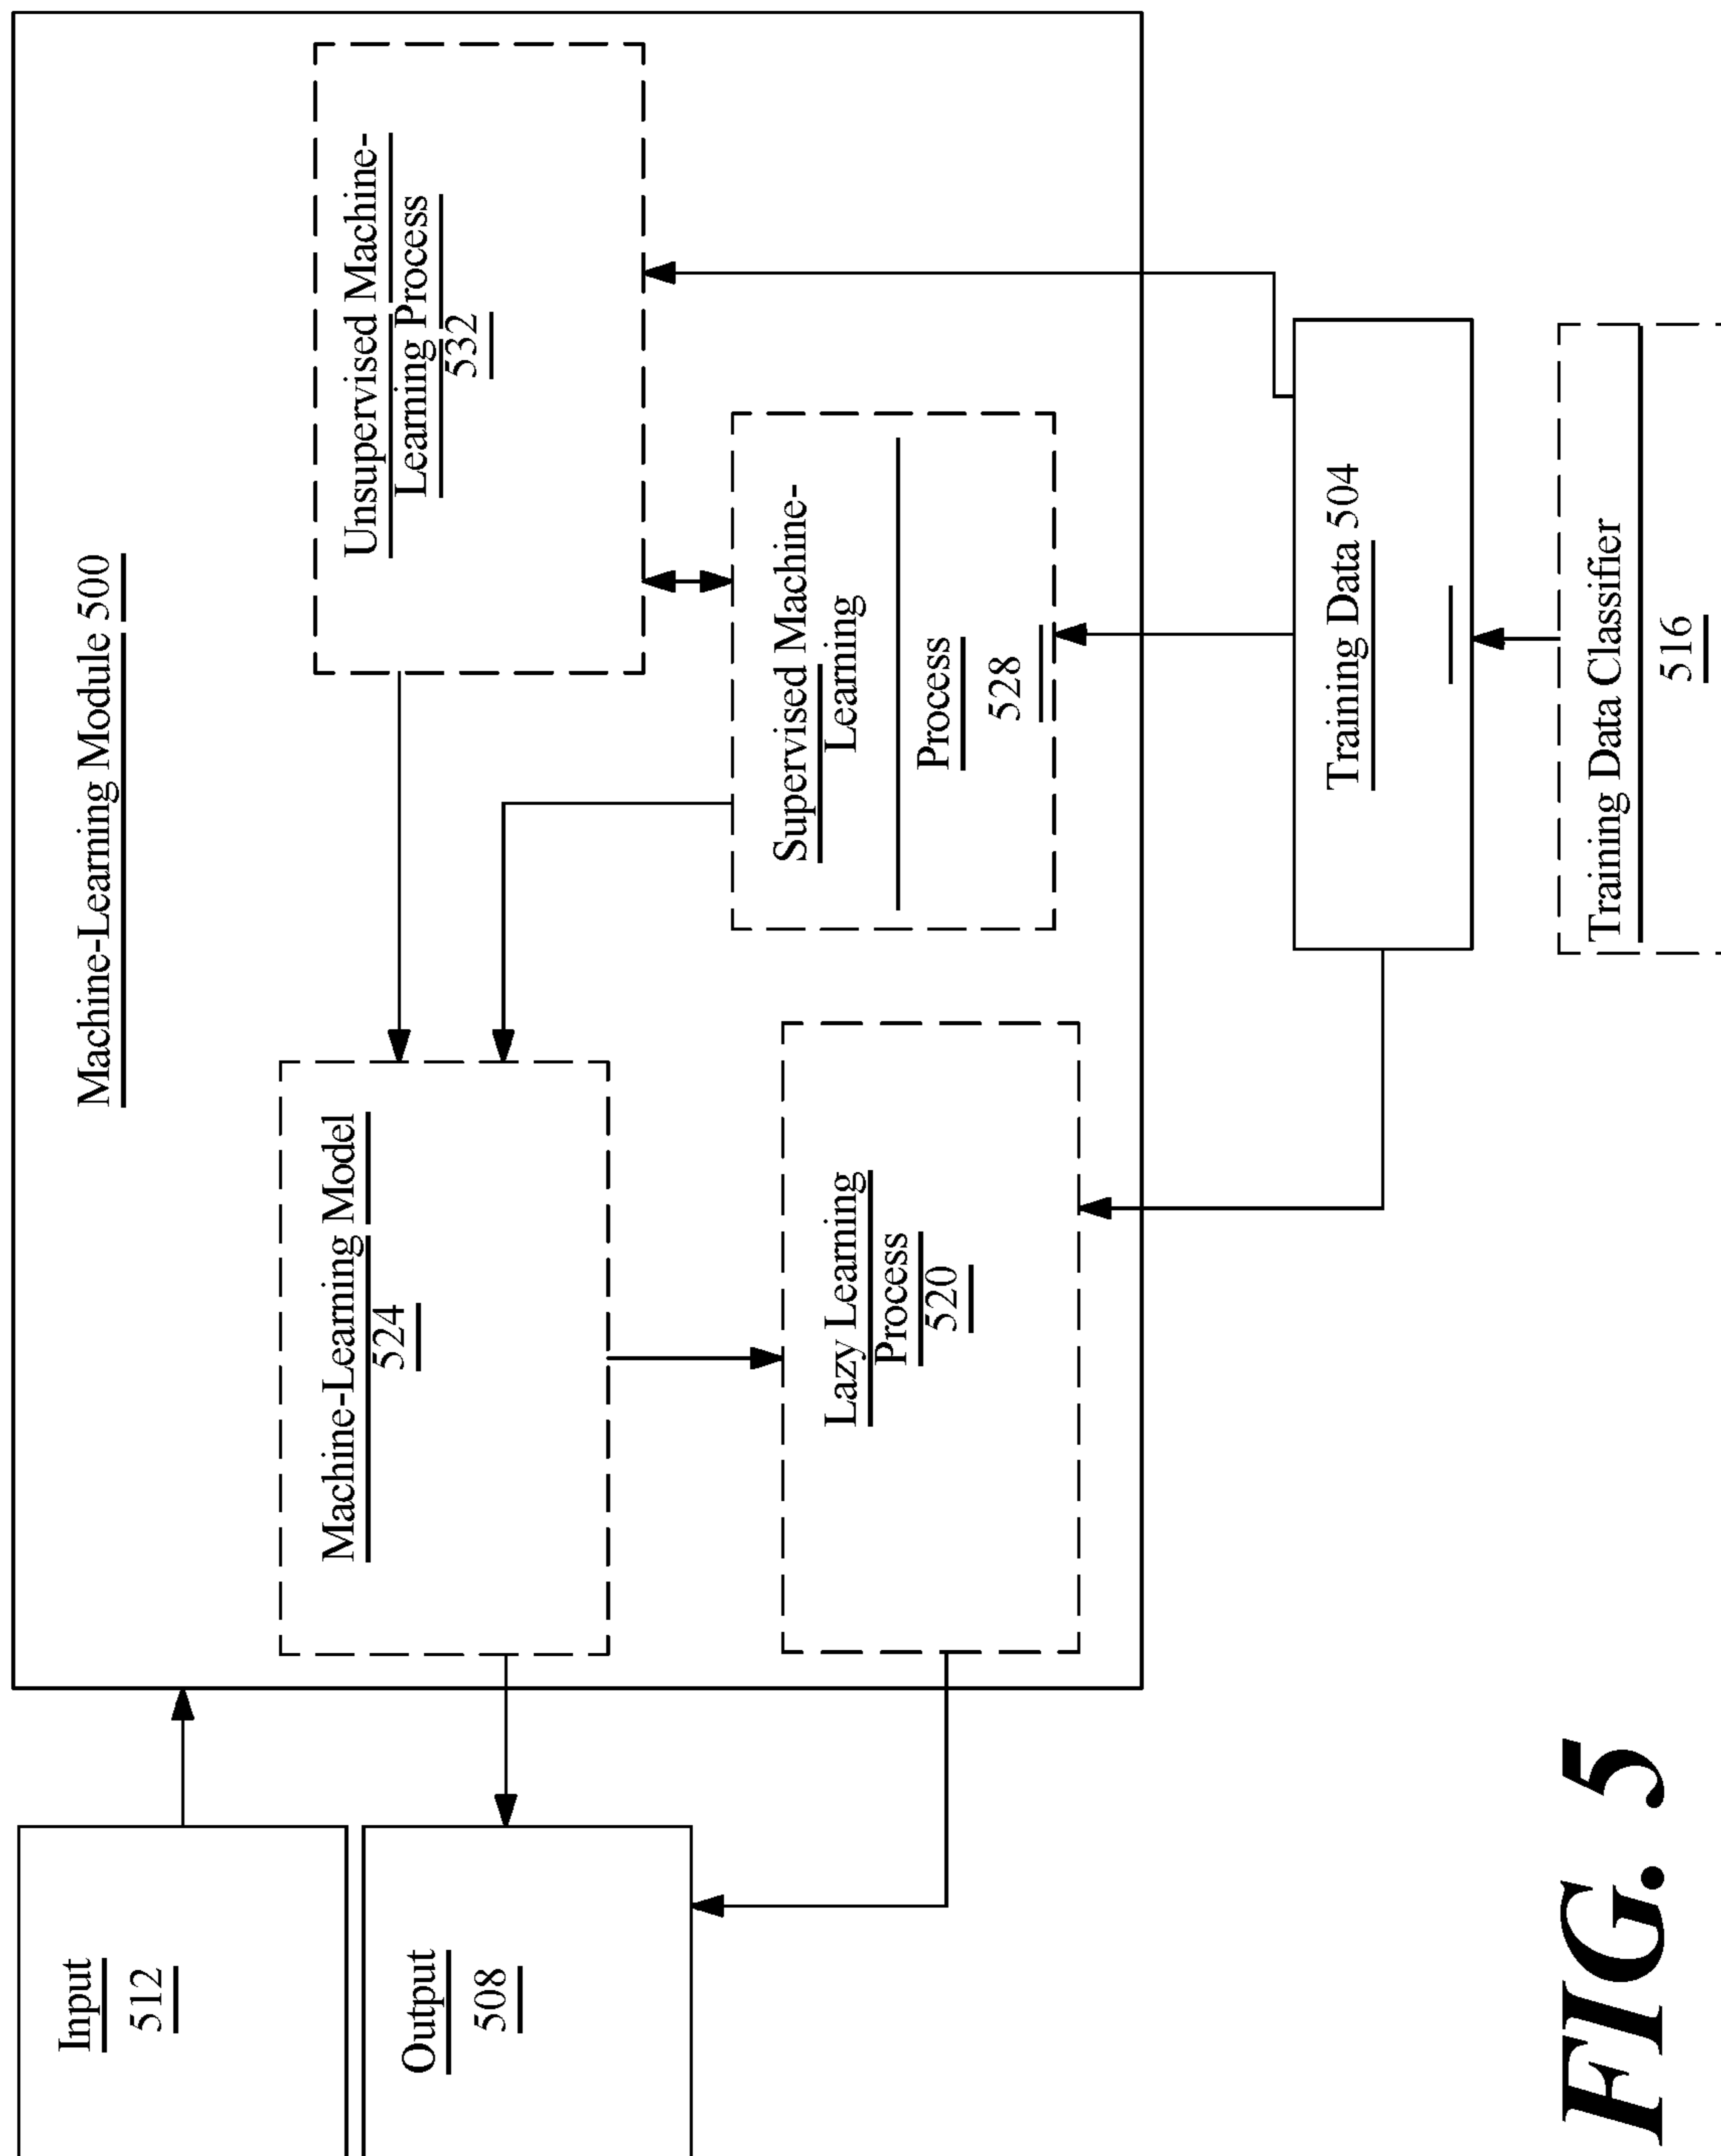 Machine-Learning Module 500
Input
512
Output
508
Machine-Learning Model
524
Unsupervised Machine-
Learning Process
532
Lazy Learning
Process
520
Supervised Machine-
Learning
Process
528
Training Data 504
Training Data Classifier
516
FIG. 5